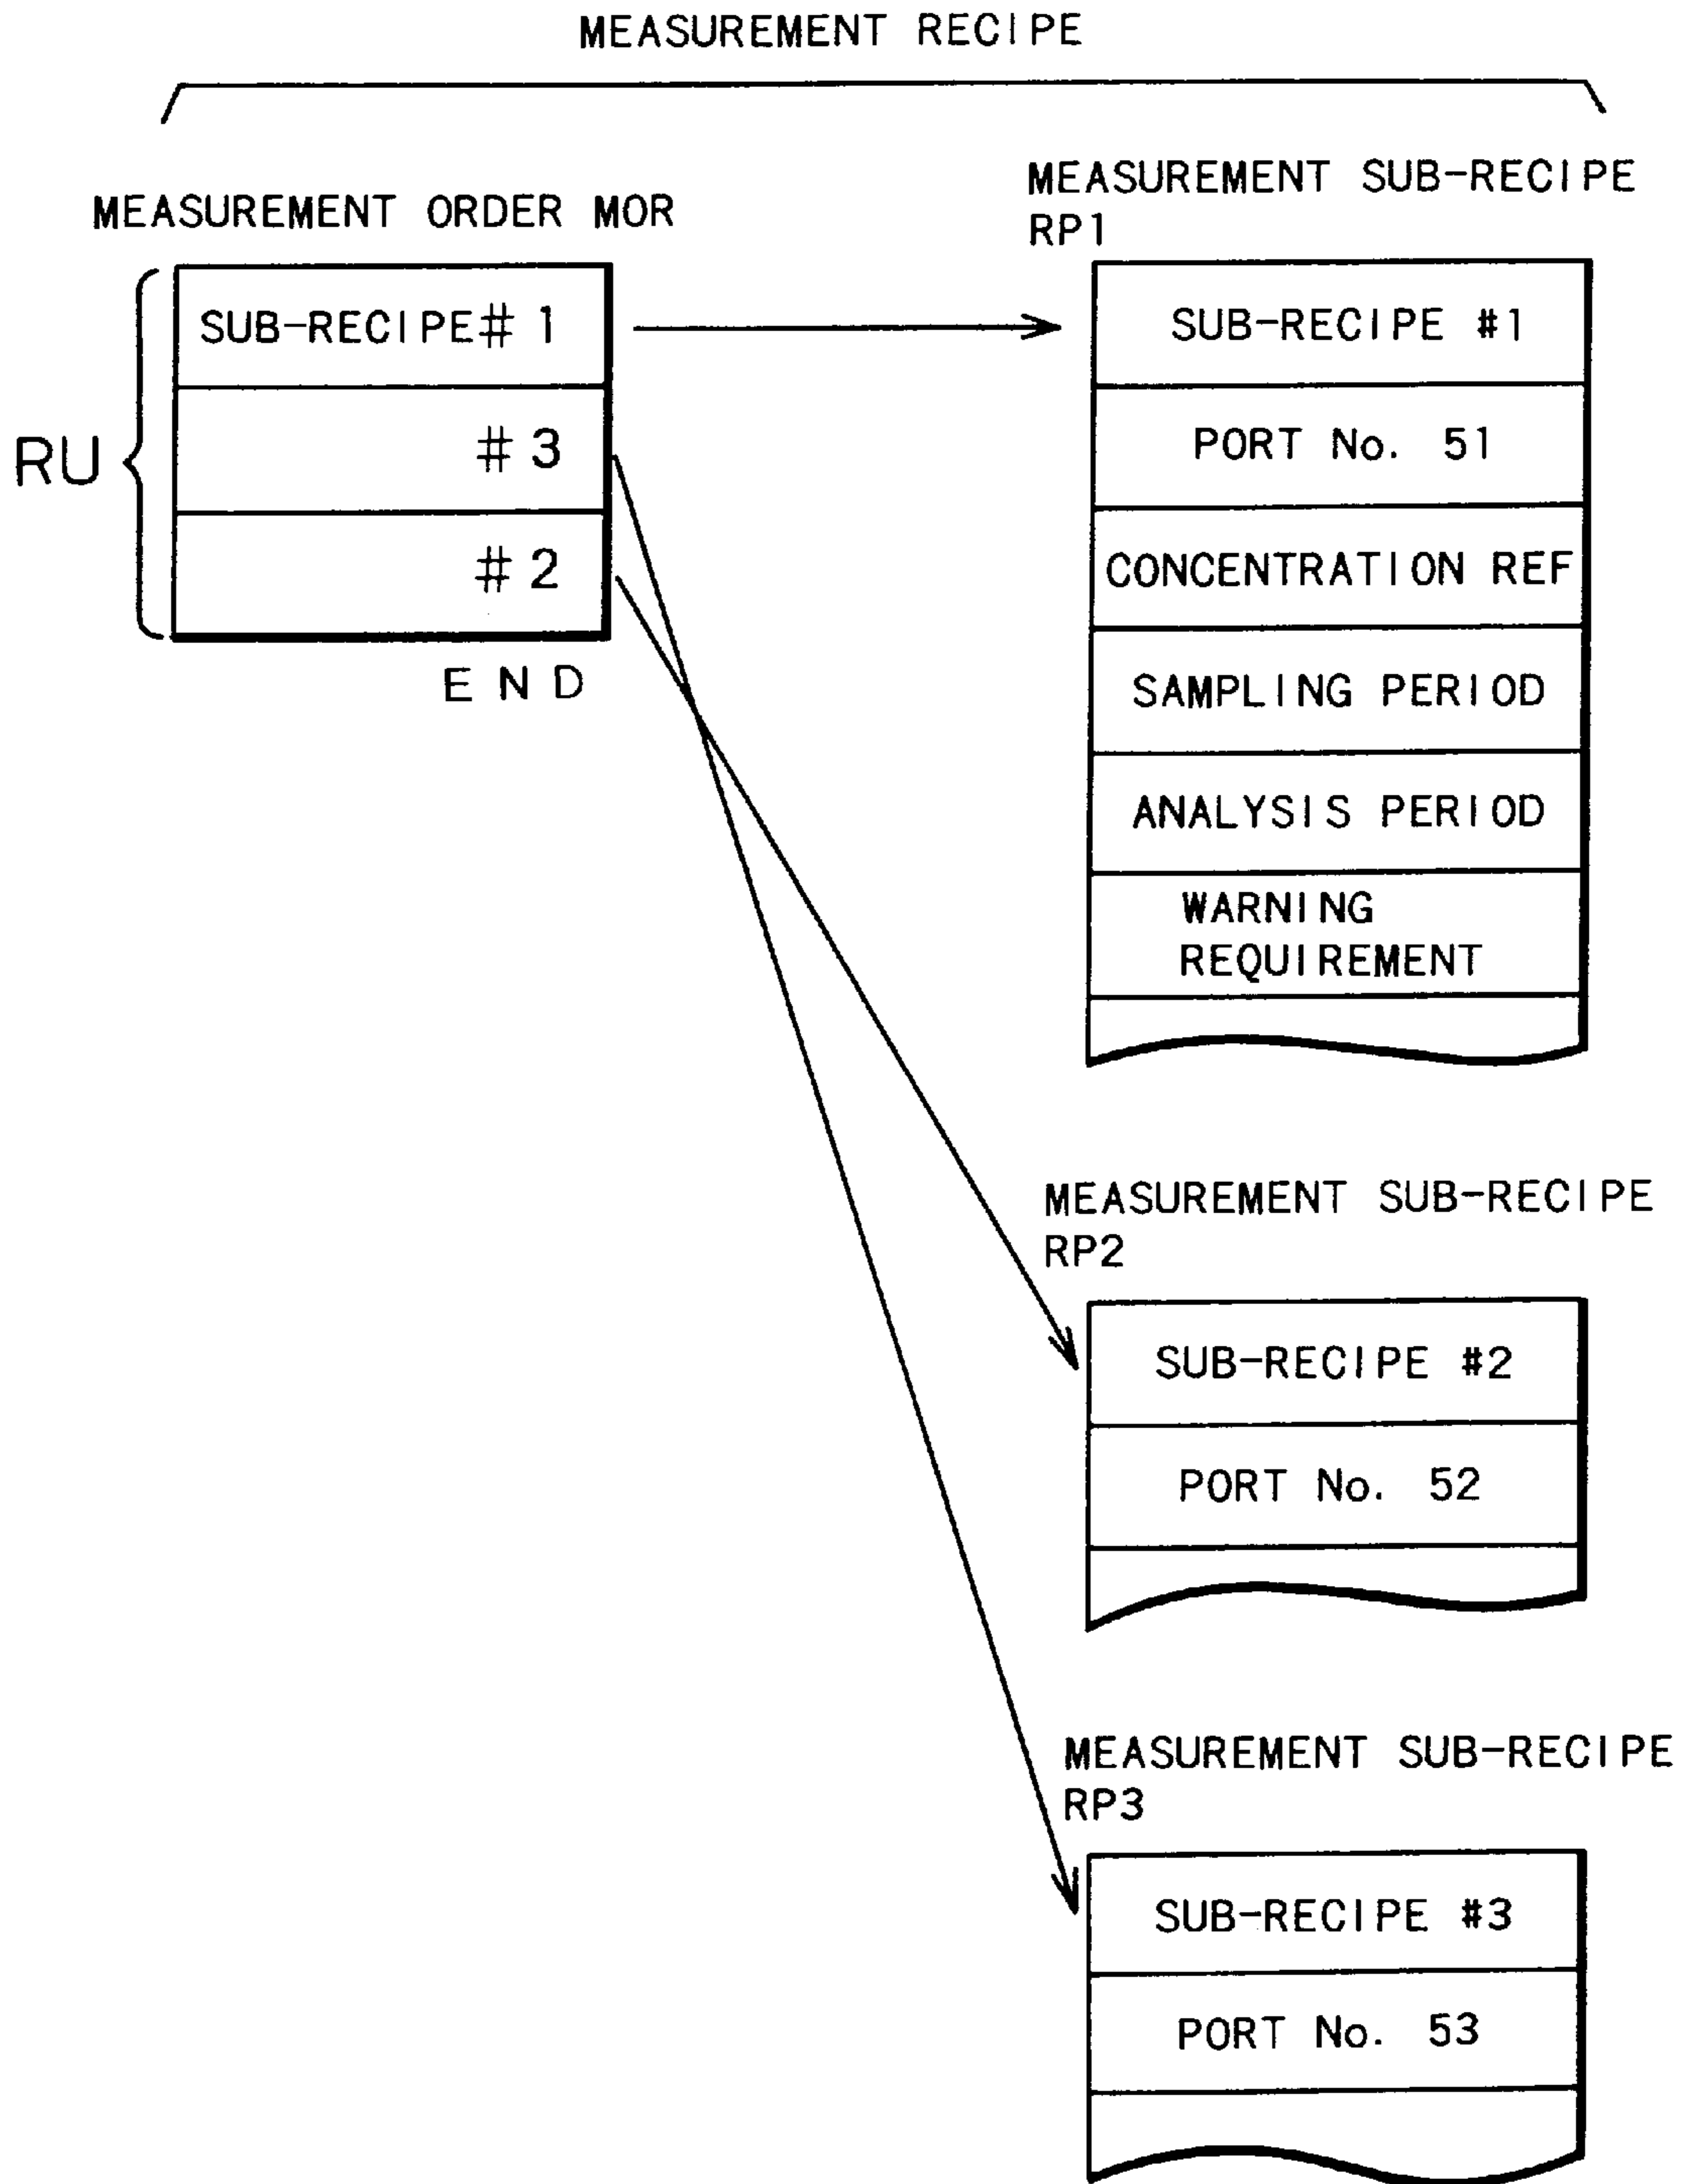 MEASUREMENT RECIPE
MEASUREMENT ORDER MOR
RU
SUB-RECIPE# 1
# 3
# 2
END
MEASUREMENT SUB-RECIPE
RP1
SUB-RECIPE #1
PORT No. 51
CONCENTRATION REF
SAMPLING PERIOD
ANALYSIS PERIOD
WARNING
REQUIREMENT
MEASUREMENT SUB-RECIPE
RP2
SUB-RECIPE #2
PORT No. 52
MEASUREMENT SUB-RECIPE
RP3
SUB-RECIPE #3
PORT No. 53